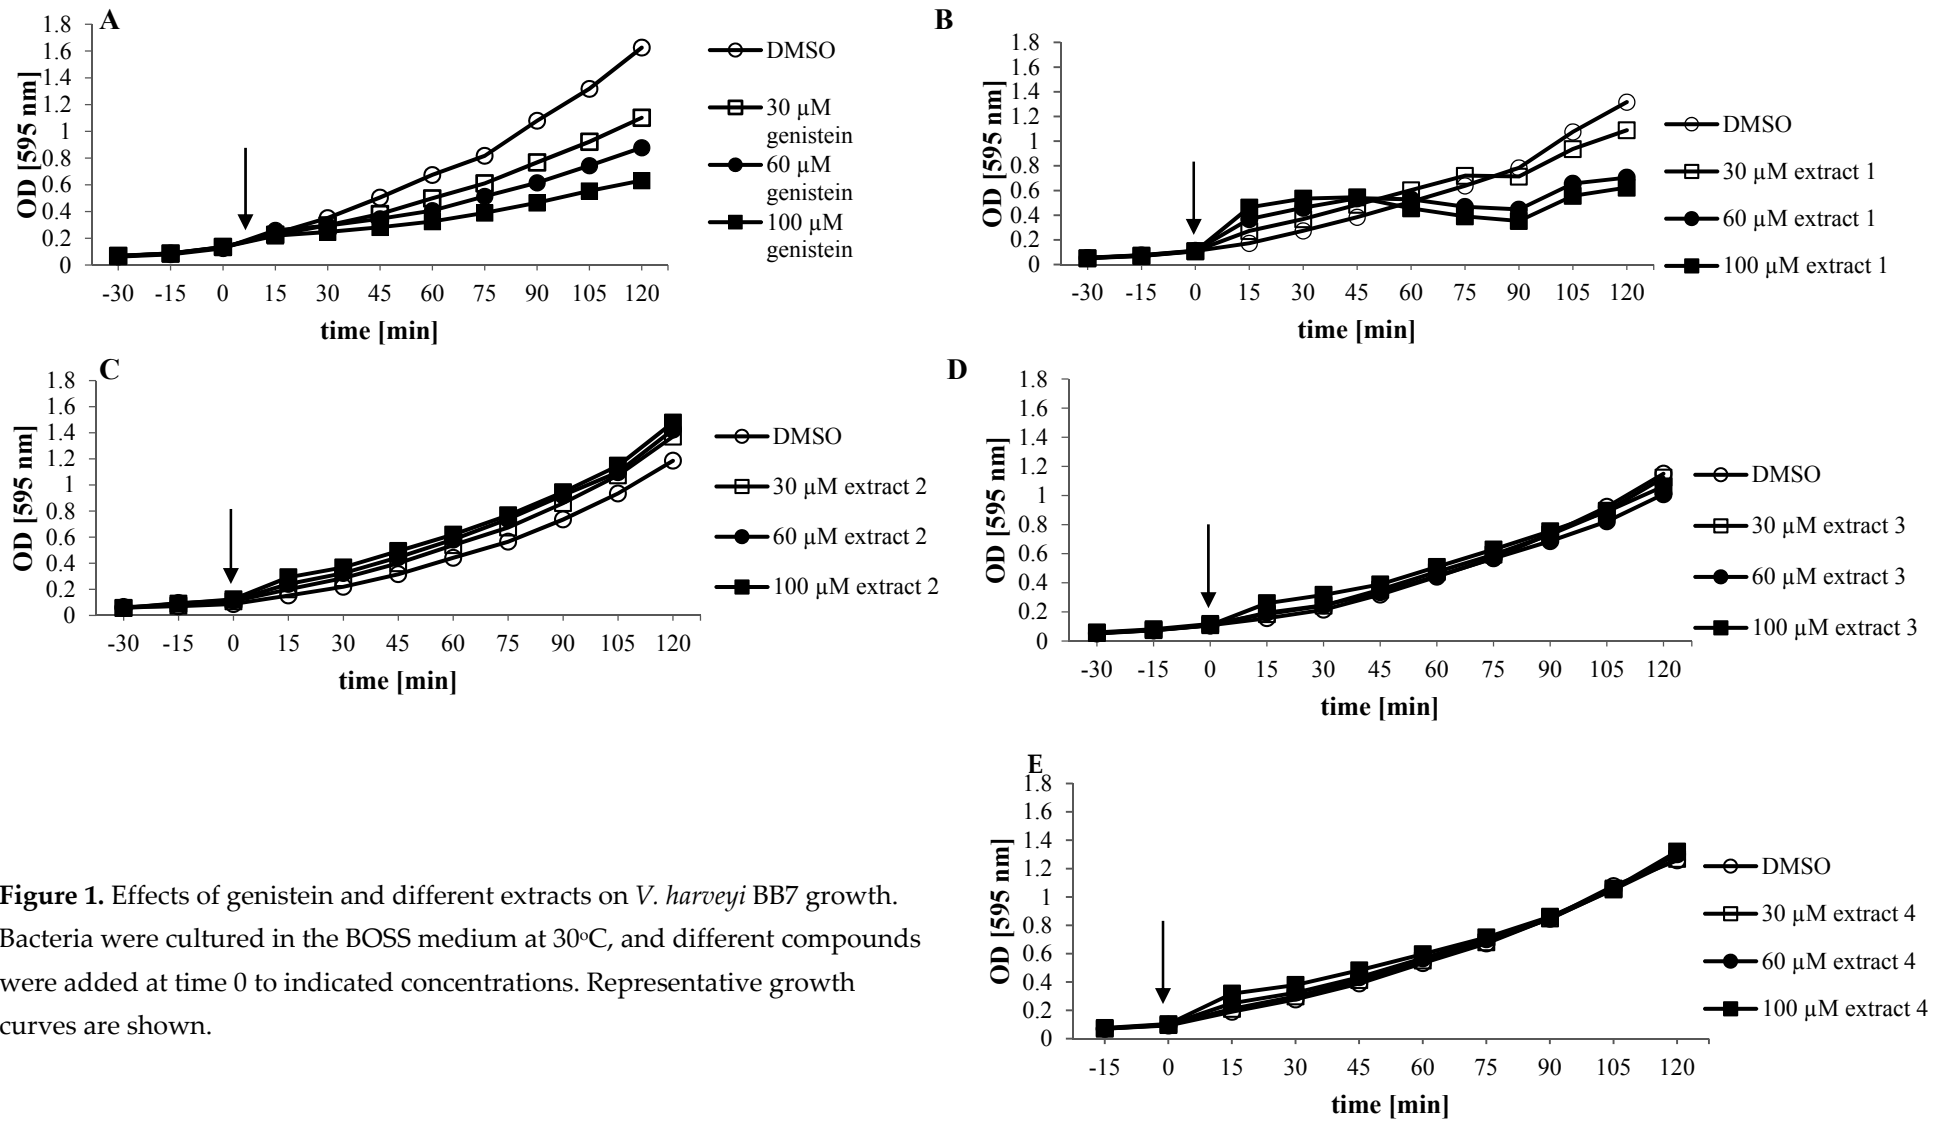 A
1.8
1.6
1.4
1.2
1
0.8
0.6
0.4
0.2
0
OD [595 nm]
-30 -15 0 15 30 45 60 75 90 105 120
time [min]
DMSO
30 µM
genistein
60 µM
genistein
100 µM
genistein
B
1.8
1.6
1.4
1.2
1
0.8
0.6
0.4
0.2
0
OD [595 nm]
-30 -15 0 15 30 45 60 75 90 105 120
time [min]
DMSO
30 µM extract 1
60 µM extract 1
100 µM extract 1
C
1.8
1.6
1.4
1.2
1
0.8
0.6
0.4
0.2
0
OD [595 nm]
-30 -15 0 15 30 45 60 75 90 105 120
time [min]
DMSO
30 µM extract 2
60 µM extract 2
100 µM extract 2
D
1.8
1.6
1.4
1.2
1
0.8
0.6
0.4
0.2
0
OD [595 nm]
-30 -15 0 15 30 45 60 75 90 105 120
time [min]
DMSO
30 µM extract 3
60 µM extract 3
100 µM extract 3
E
1.8
1.6
1.4
1.2
1
0.8
0.6
0.4
0.2
0
OD [595 nm]
-15 0 15 30 45 60 75 90 105 120
time [min]
DMSO
30 µM extract 4
60 µM extract 4
100 µM extract 4
Figure 1. Effects of genistein and different extracts on V. harveyi BB7 growth.
Bacteria were cultured in the BOSS medium at 30ºC, and different compounds
were added at time 0 to indicated concentrations. Representative growth
curves are shown.